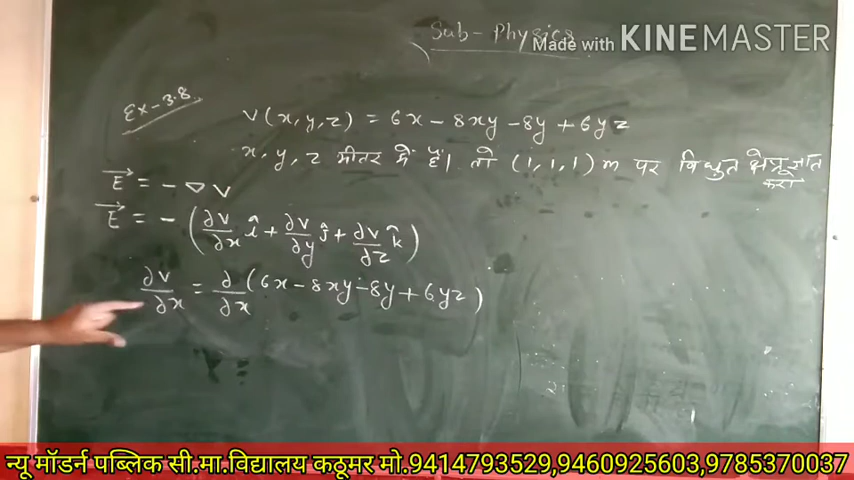 Sub - Physics
Made with KINEMASTER
Ex-3.8
V(x, y, z) = 6x - 8xy - 8y + 6yz
x, y, z मीटर में हैं। तो (1, 1, 1) m पर विधुत क्षेत्र ज्ञात करो
E⃗ = - ▽ V
E⃗ = - (∂V/∂x î + ∂V/∂y ĵ + ∂V/∂z k̂)
∂V/∂x = ∂/∂x (6x - 8xy - 8y + 6yz)
न्यू मॉडर्न पब्लिक सी.मा.विद्यालय कठूमर मो.9414793529,9460925603,9785370037